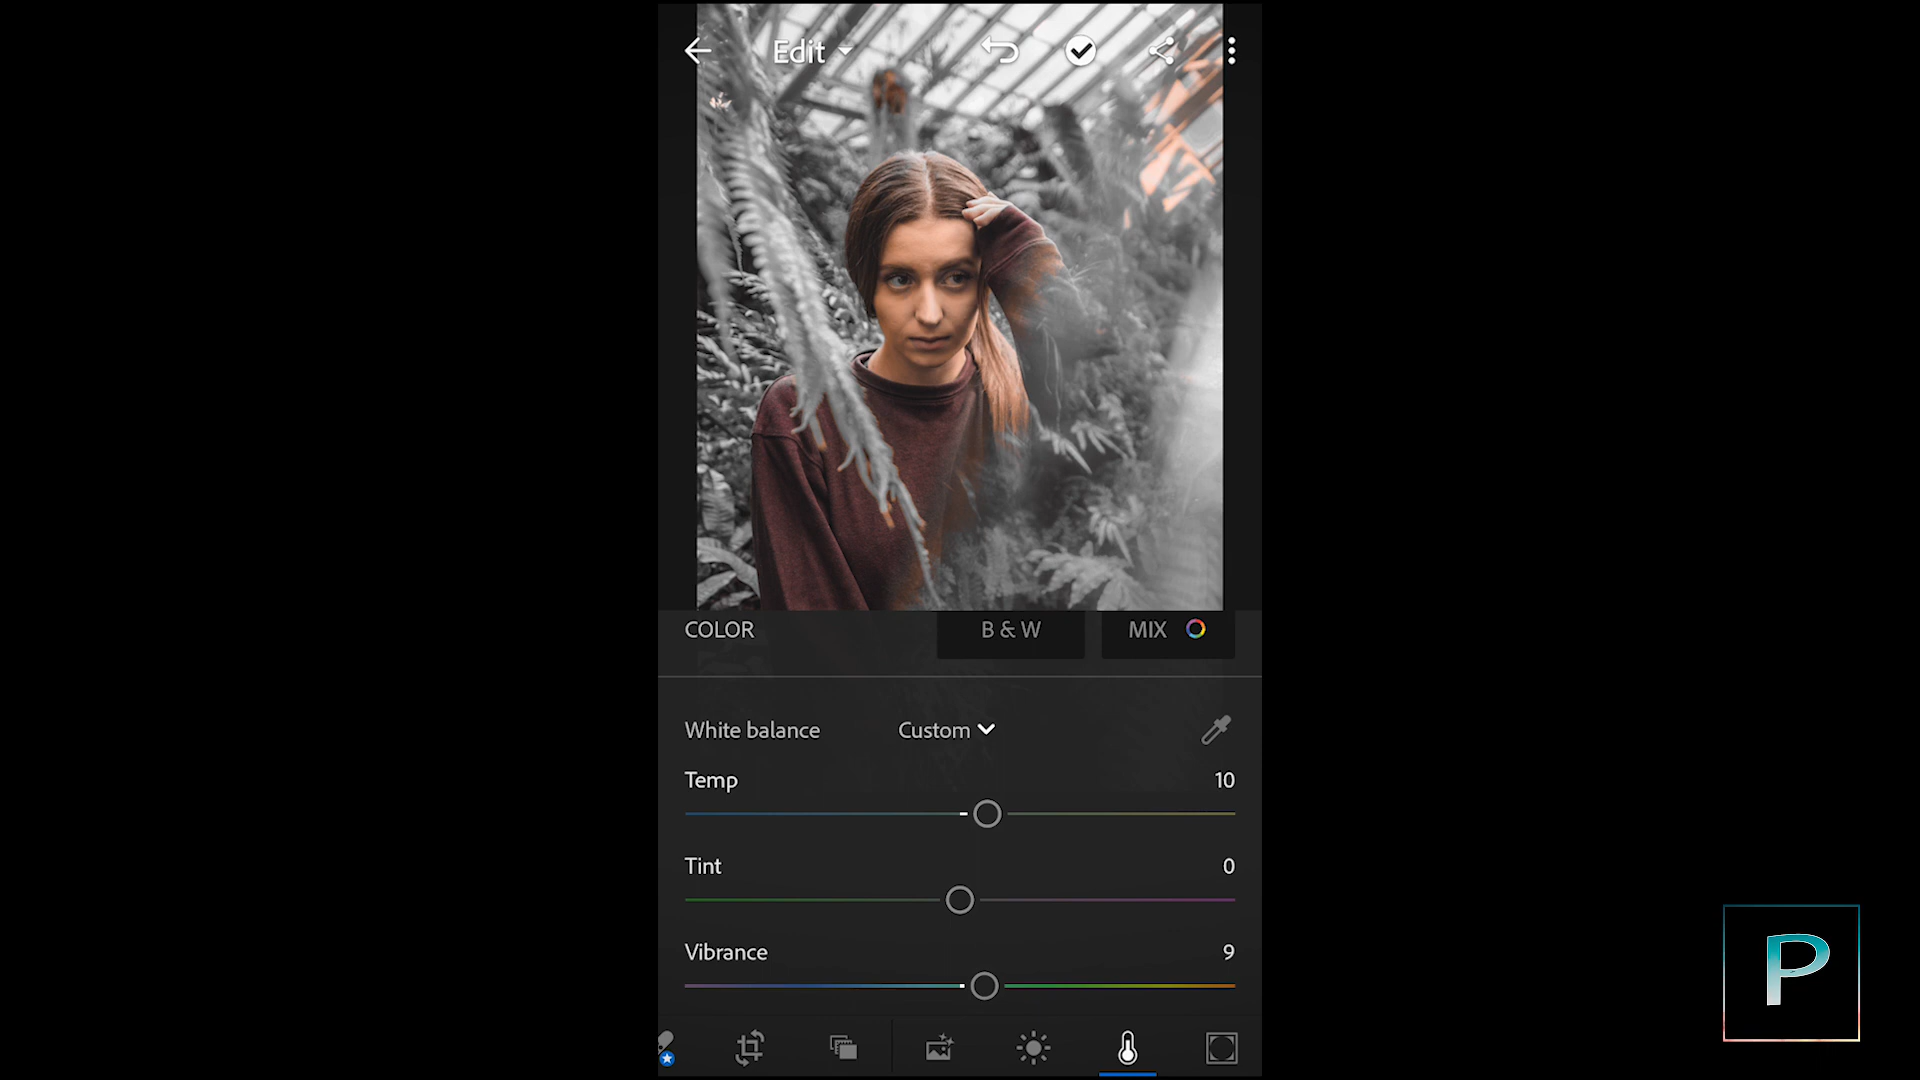 Edit
COLOR
B & W
MIX
White balance
Custom
Temp
10
Tint
0
Vibrance
9
P